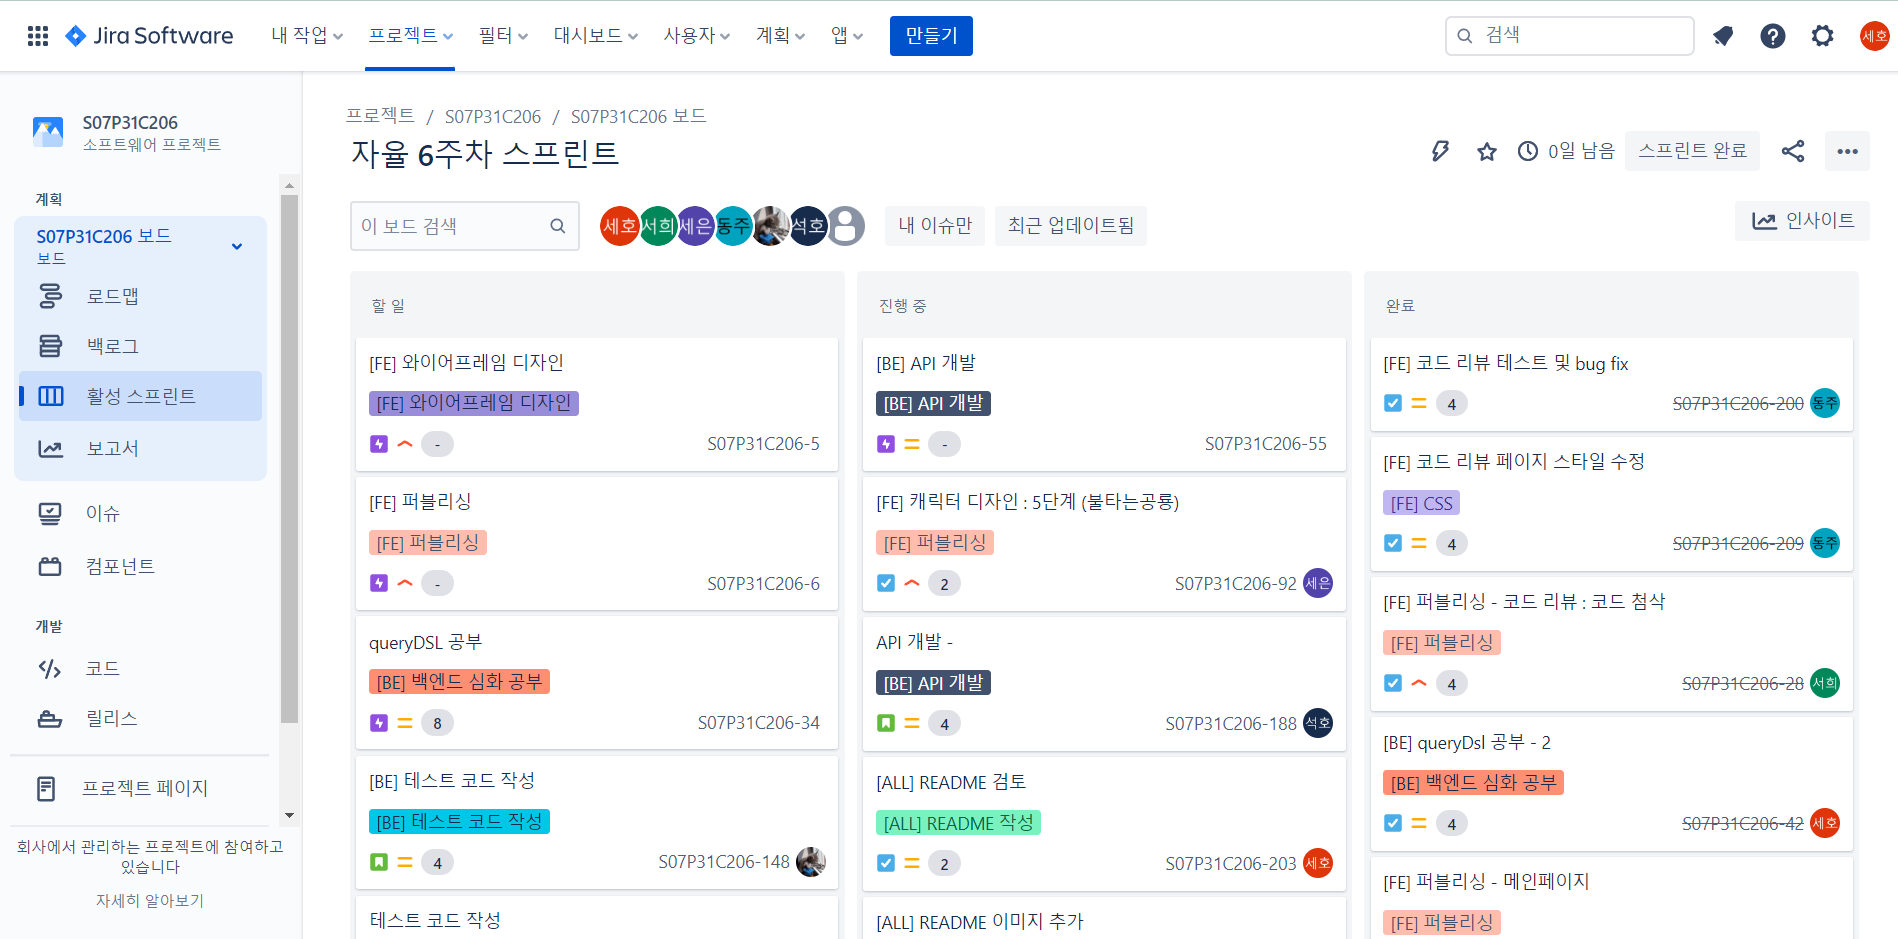 Jira Software
내 작업
프로젝트
필터
대시보드
사용자
계획
앱
만들기
검색
세호
S07P31C206
소프트웨어 프로젝트
계획
S07P31C206 보드
보드
로드맵
백로그
활성 스프린트
보고서
이슈
컴포넌트
개발
코드
릴리스
프로젝트 페이지
회사에서 관리하는 프로젝트에 참여하고
있습니다
자세히 알아보기
프로젝트 / S07P31C206 / S07P31C206 보드
자율 6주차 스프린트
0일 남음
스프린트 완료
이 보드 검색
세호
서희
세은
동주
석호
내 이슈만
최근 업데이트됨
인사이트
할 일
[FE] 와이어프레임 디자인
[FE] 와이어프레임 디자인
- S07P31C206-5
[FE] 퍼블리싱
[FE] 퍼블리싱
- S07P31C206-6
queryDSL 공부
[BE] 백엔드 심화 공부
8 S07P31C206-34
[BE] 테스트 코드 작성
[BE] 테스트 코드 작성
4 S07P31C206-148
테스트 코드 작성
진행 중
[BE] API 개발
[BE] API 개발
- S07P31C206-55
[FE] 캐릭터 디자인 : 5단계 (불타는공룡)
[FE] 퍼블리싱
2 S07P31C206-92 세은
API 개발 -
[BE] API 개발
4 S07P31C206-188 석호
[ALL] README 검토
[ALL] README 작성
2 S07P31C206-203 세호
[ALL] README 이미지 추가
완료
[FE] 코드 리뷰 테스트 및 bug fix
4 S07P31C206-200 동주
[FE] 코드 리뷰 페이지 스타일 수정
[FE] CSS
4 S07P31C206-209 동주
[FE] 퍼블리싱 - 코드 리뷰 : 코드 첨삭
[FE] 퍼블리싱
4 S07P31C206-28 서희
[BE] queryDsl 공부 - 2
[BE] 백엔드 심화 공부
4 S07P31C206-42 세호
[FE] 퍼블리싱 - 메인페이지
[FE] 퍼블리싱